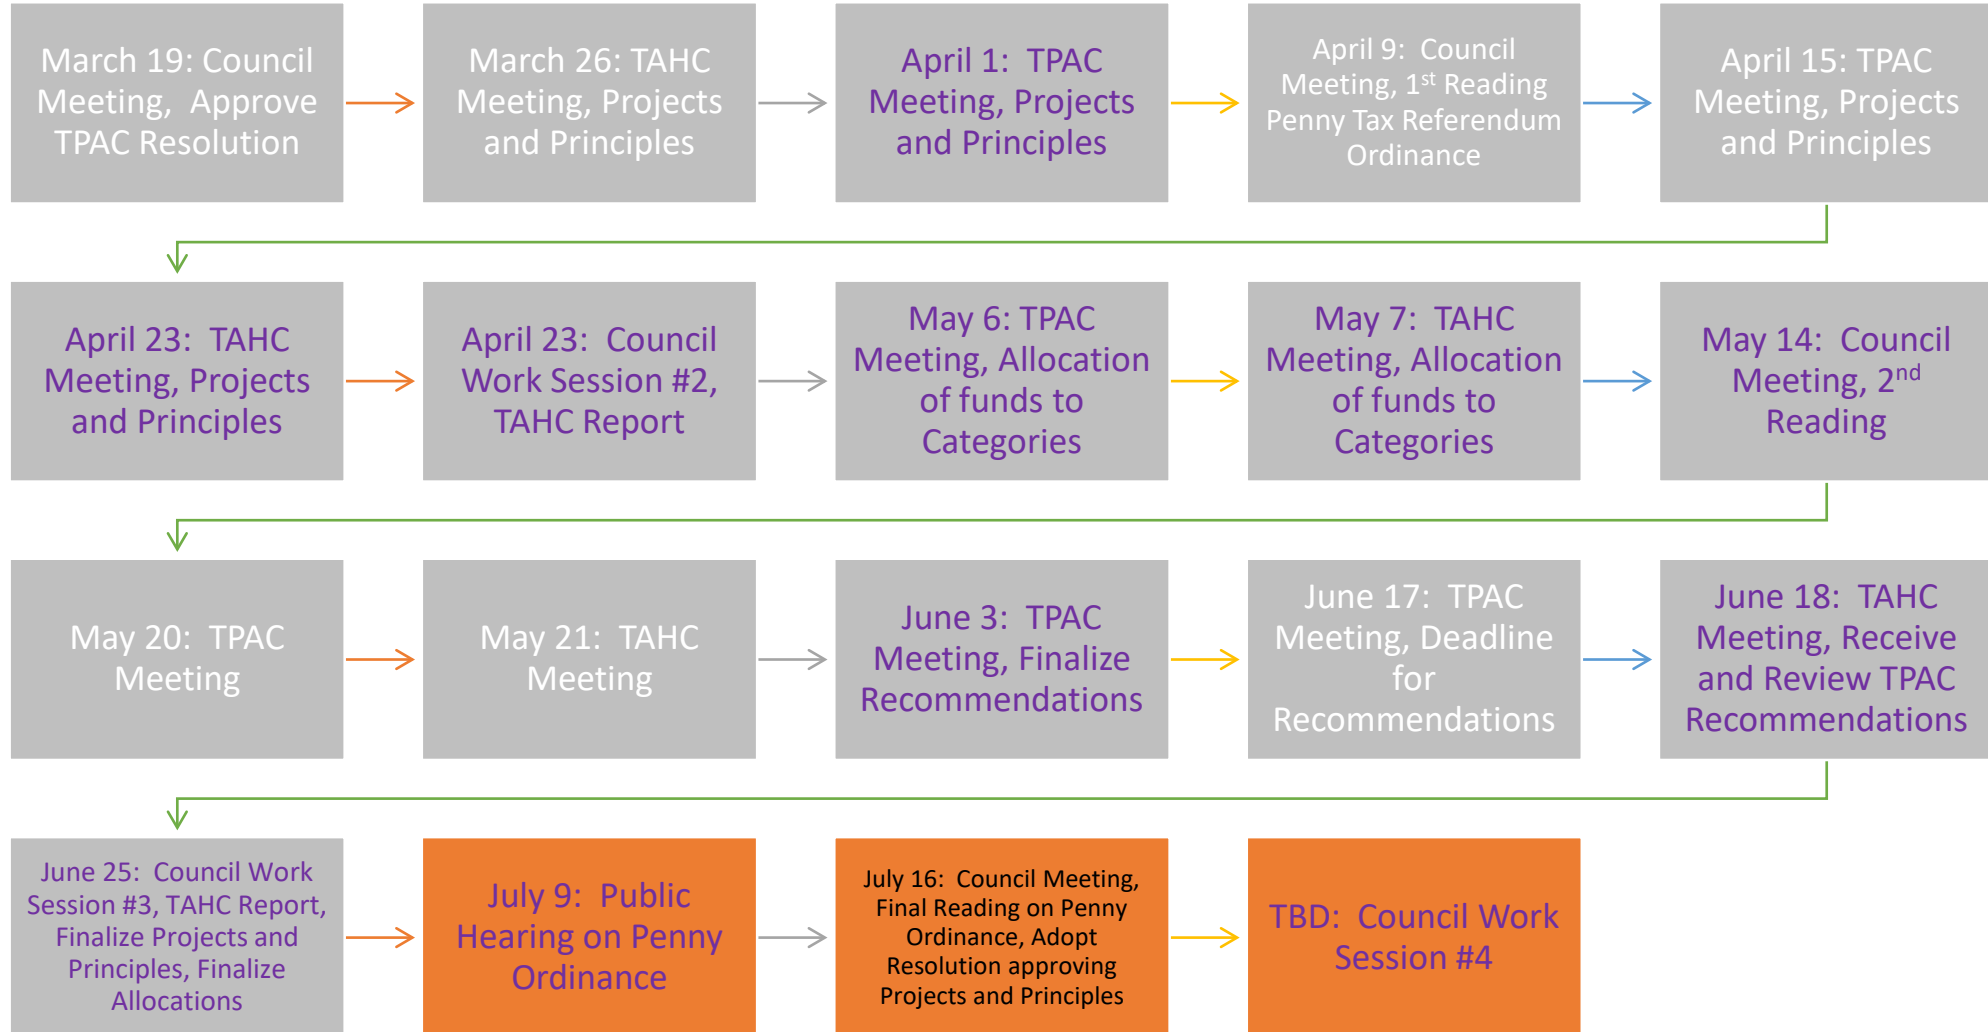 March 19: Council
Meeting, Approve
TPAC Resolution
March 26: TAHC
Meeting, Projects
and Principles
April 1: TPAC
Meeting, Projects
and Principles
April 9: Council
Meeting, 1st Reading
Penny Tax Referendum
Ordinance
April 15: TPAC
Meeting, Projects
and Principles
April 23: TAHC
Meeting, Projects
and Principles
April 23: Council
Work Session #2,
TAHC Report
May 6: TPAC
Meeting, Allocation
of funds to
Categories
May 7: TAHC
Meeting, Allocation
of funds to
Categories
May 14: Council
Meeting, 2nd
Reading
May 20: TPAC
Meeting
May 21: TAHC
Meeting
June 3: TPAC
Meeting, Finalize
Recommendations
June 17: TPAC
Meeting, Deadline
for
Recommendations
June 18: TAHC
Meeting, Receive
and Review TPAC
Recommendations
June 25: Council Work
Session #3, TAHC Report,
Finalize Projects and
Principles, Finalize
Allocations
July 9: Public
Hearing on Penny
Ordinance
July 16: Council Meeting,
Final Reading on Penny
Ordinance, Adopt
Resolution approving
Projects and Principles
TBD: Council Work
Session #4